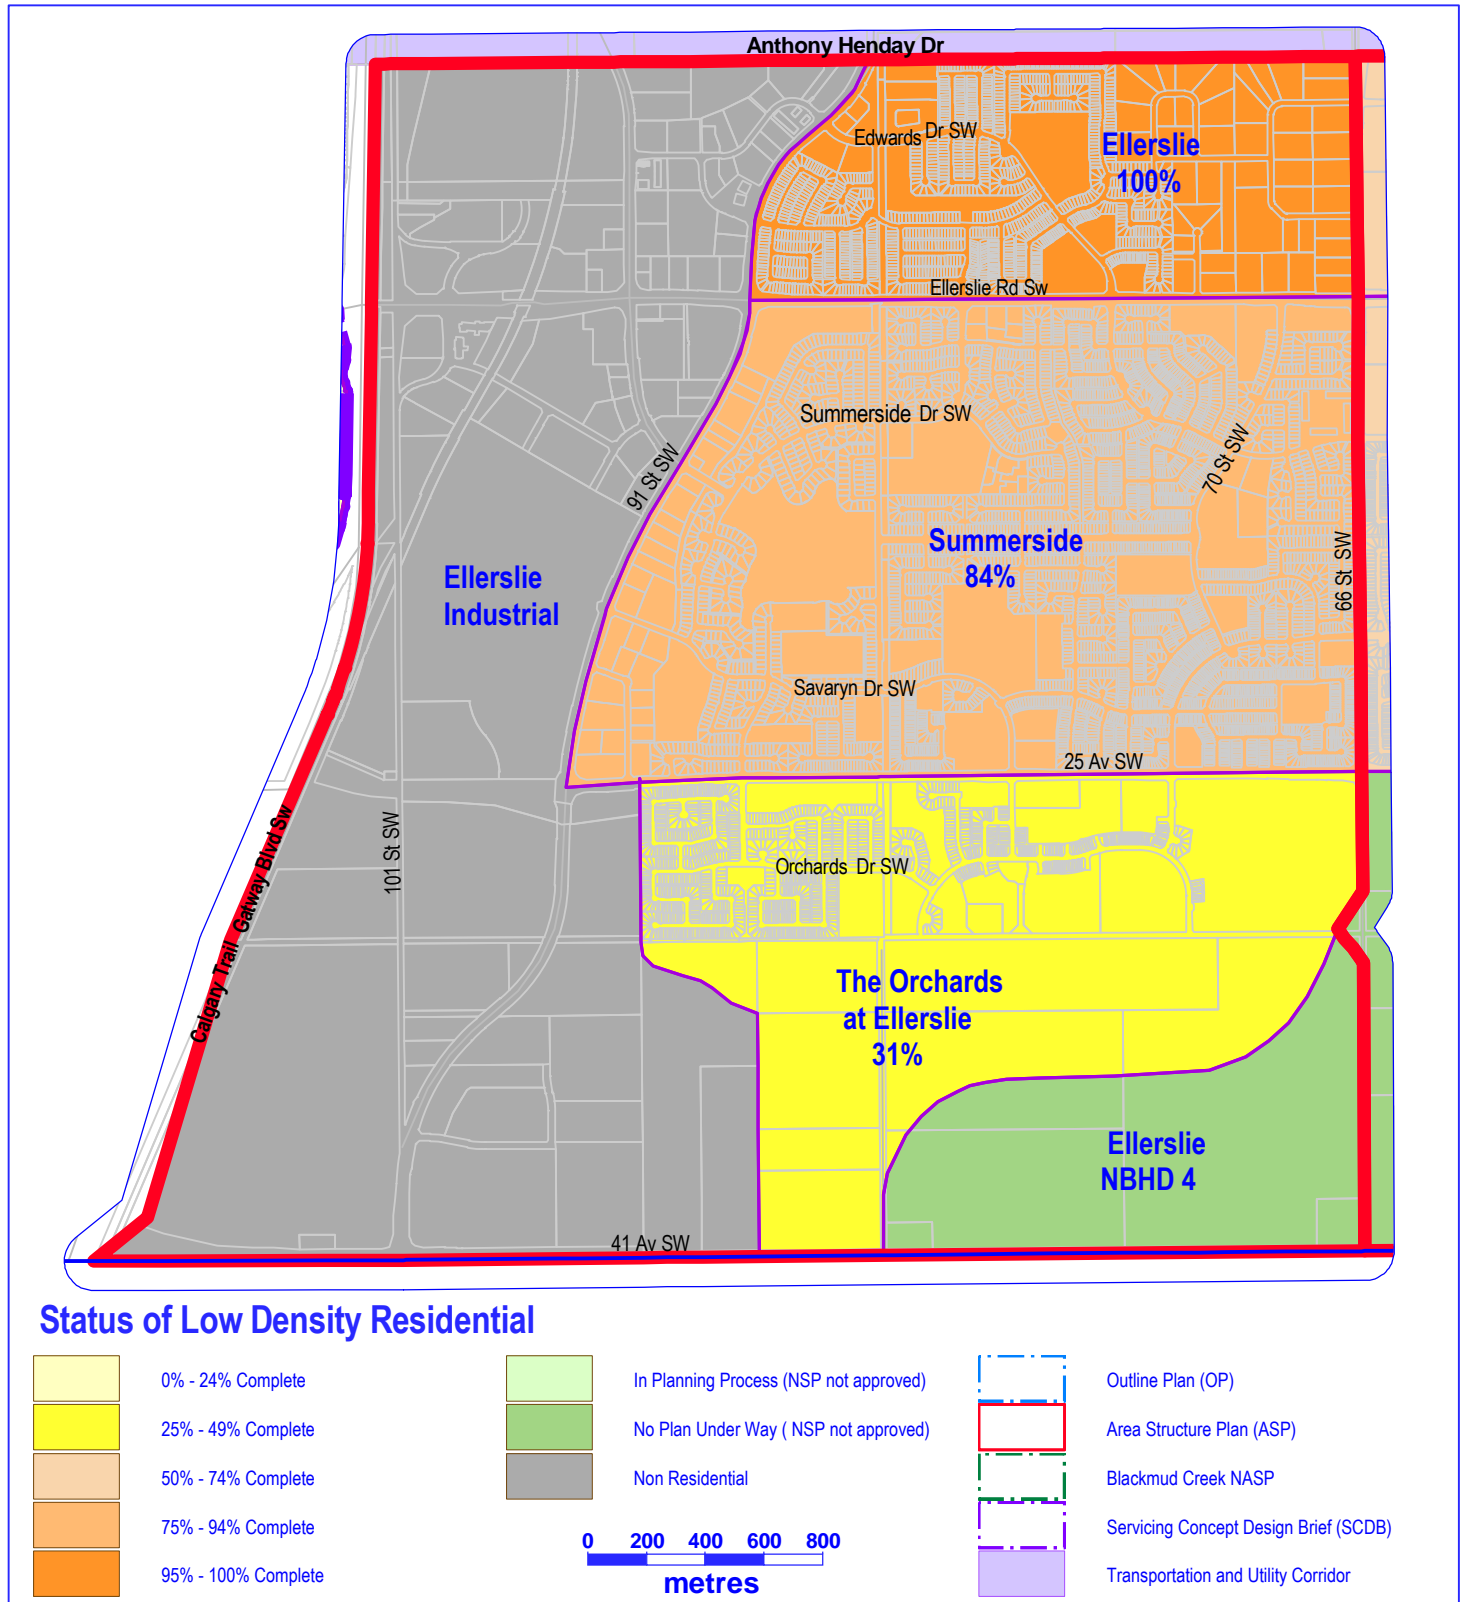 Anthony Henday Dr
Edwards Dr SW
Ellerslie
100%
Ellerslie Rd Sw
Summerside Dr SW
70 St SW
91 St SW
Summerside
84%
66 St SW
Ellerslie
Industrial
Savaryn Dr SW
25 Av SW
101 St SW
Calgary Trail Gatway Blvd Sw
Orchards Dr SW
The Orchards
at Ellerslie
31%
Ellerslie
NBHD 4
41 Av SW
Status of Low Density Residential
0% - 24% Complete
25% - 49% Complete
50% - 74% Complete
75% - 94% Complete
95% - 100% Complete
In Planning Process (NSP not approved)
No Plan Under Way ( NSP not approved)
Non Residential
0 200 400 600 800
metres
Outline Plan (OP)
Area Structure Plan (ASP)
Blackmud Creek NASP
Servicing Concept Design Brief (SCDB)
Transportation and Utility Corridor